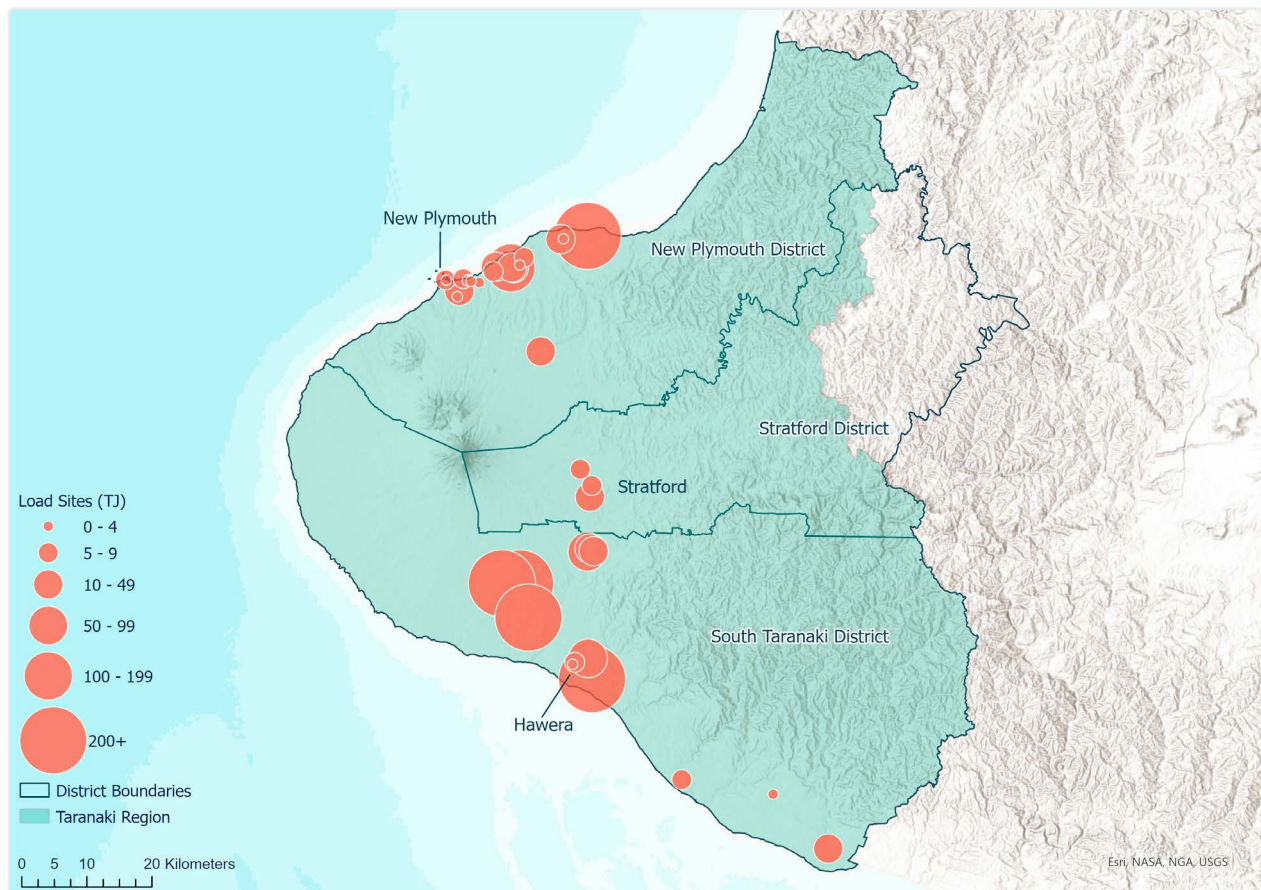 New Plymouth
New Plymouth District
Stratford District
Stratford
South Taranaki District
Hawera
Load Sites (TJ)
0 - 4
5 - 9
10 - 49
50 - 99
100 - 199
200+
District Boundaries
Taranaki Region
0 5 10 20 Kilometers
Esri, NASA, NGA, USGS